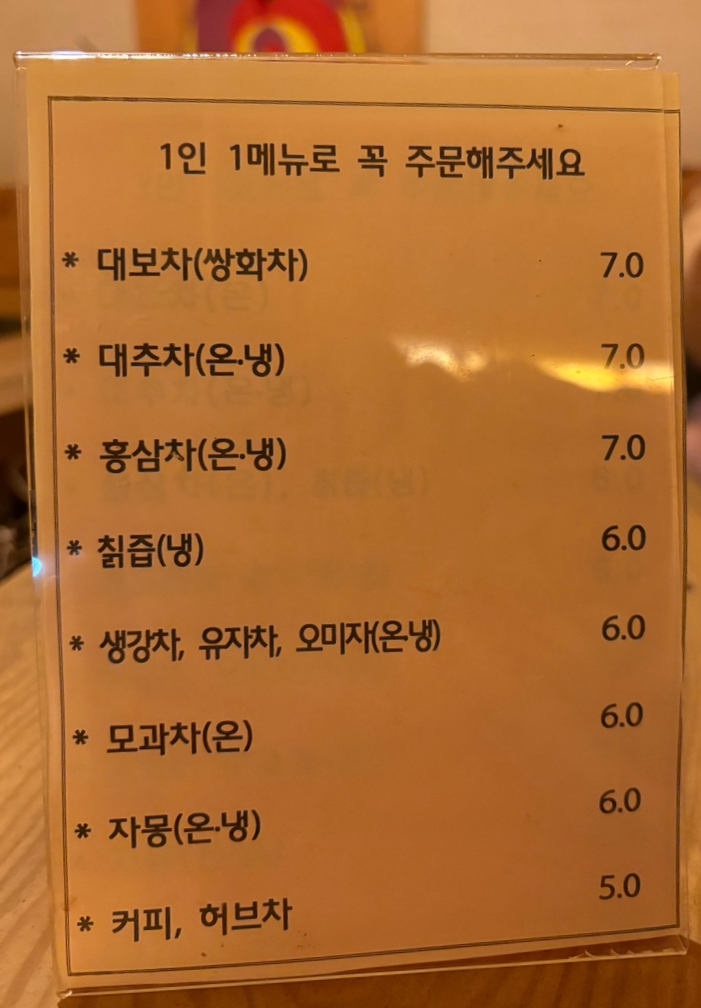 1인 1메뉴로 꼭 주문해주세요
* 대보차(쌍화차) 7.0
* 대추차(온·냉) 7.0
* 홍삼차(온·냉) 7.0
* 칡즙(냉) 6.0
* 생강차, 유자차, 오미자(온·냉) 6.0
* 모과차(온) 6.0
* 자몽(온·냉) 6.0
* 커피, 허브차 5.0